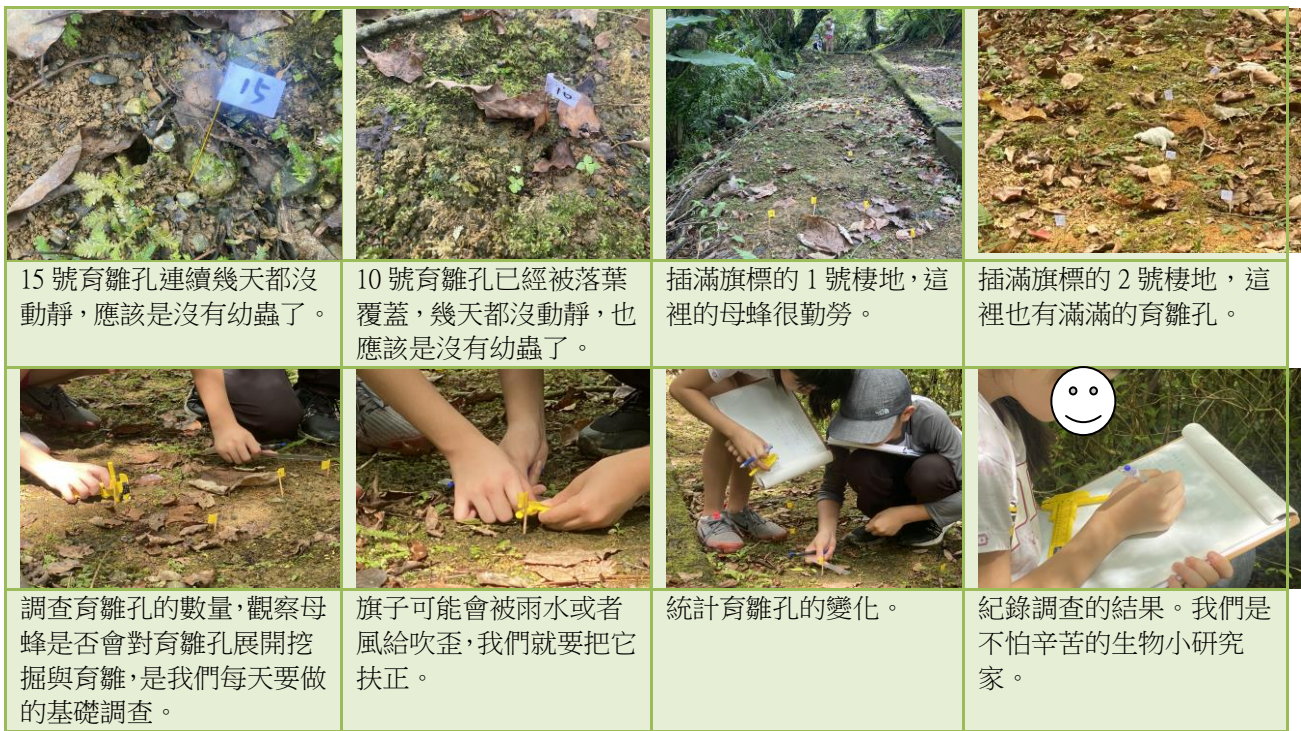 15
10
15 號育雛孔連續幾天都沒
動靜，應該是沒有幼蟲了。
10 號育雛孔已經被落葉
覆蓋，幾天都沒動靜，也
應該是沒有幼蟲了。
插滿旗標的 1 號棲地，這
裡的母蜂很勤勞。
插滿旗標的 2 號棲地，這
裡也有滿滿的育雛孔。
調查育雛孔的數量，觀察母
蜂是否會對育雛孔展開挖
掘與育雛，是我們每天要做
的基礎調查。
旗子可能會被雨水或者
風給吹歪，我們就要把它
扶正。
統計育雛孔的變化。
紀錄調查的結果。我們是
不怕辛苦的生物小研究
家。